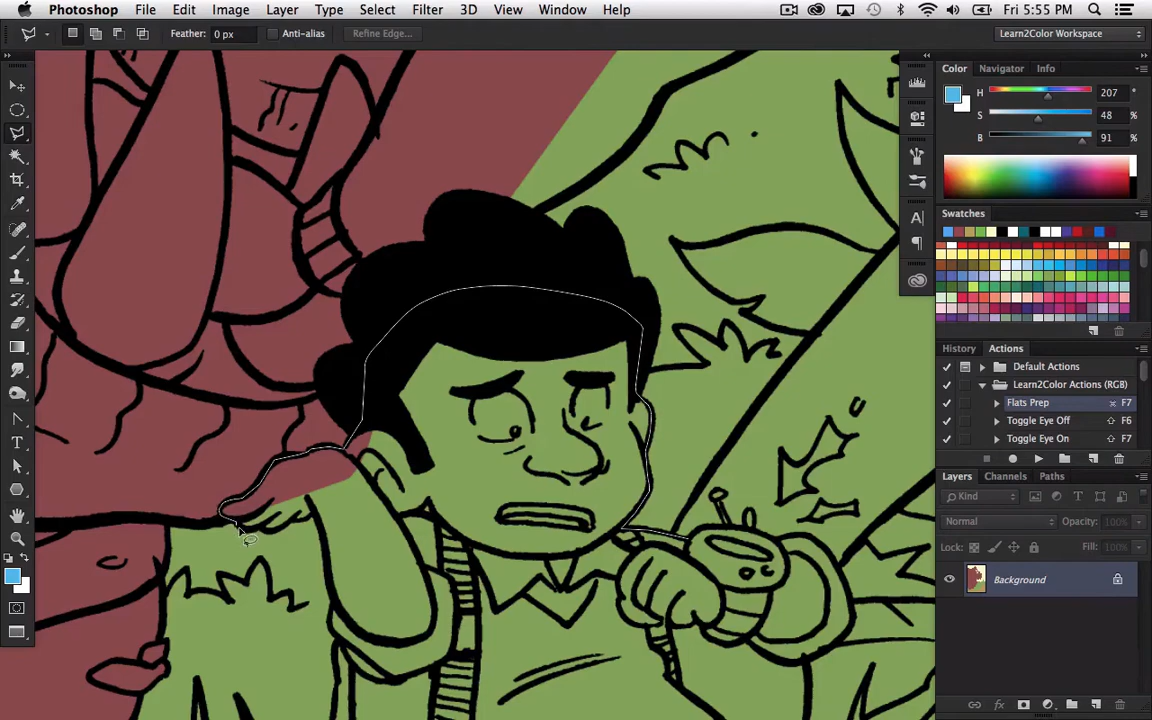 Photoshop File Edit Image Layer Type Select Filter 3D View Window Help Fri 5:55 PM
Feather: 0 px Anti-alias Refine Edge... Learn2Color Workspace
Color Navigator Info
H 207 °
S 48 %
B 91 %
Swatches
History Actions
Default Actions
Learn2Color Actions (RGB)
Flats Prep F7
Toggle Eye Off F6
Toggle Eye On F7
Layers Channels Paths
Kind
Normal Opacity: 100%
Lock: Fill: 100%
Background